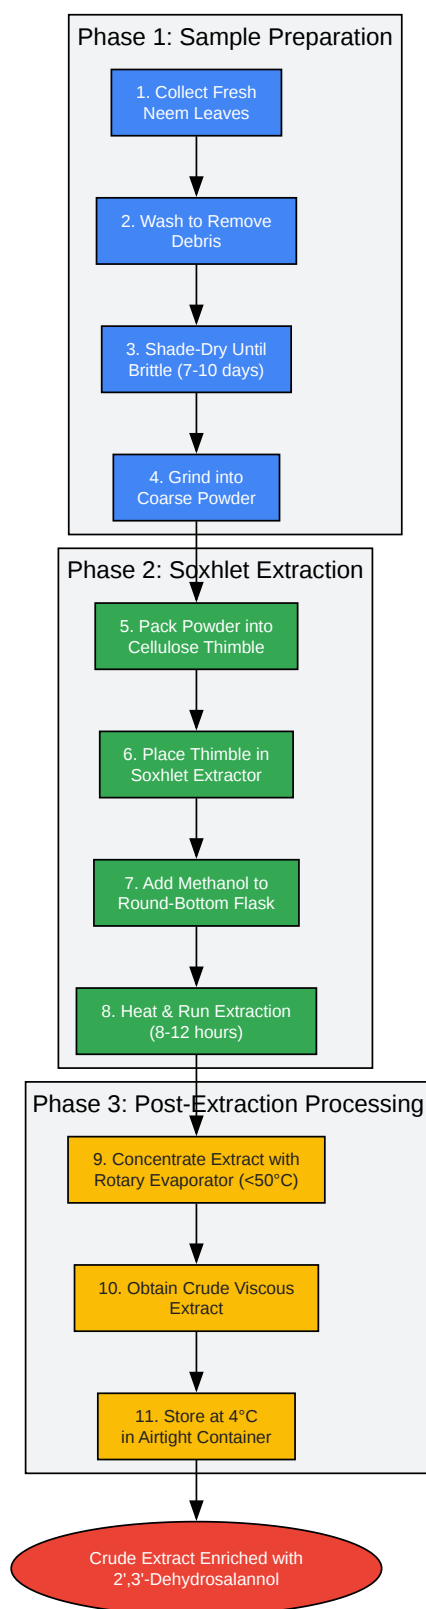 Phase 1: Sample Preparation
1. Collect Fresh
Neem Leaves
2. Wash to Remove
Debris
3. Shade-Dry Until
Brittle (7-10 days)
4. Grind into
Coarse Powder
Phase 2: Soxhlet Extraction
5. Pack Powder into
Cellulose Thimble
6. Place Thimble in
Soxhlet Extractor
7. Add Methanol to
Round-Bottom Flask
8. Heat & Run Extraction
(8-12 hours)
Phase 3: Post-Extraction Processing
9. Concentrate Extract with
Rotary Evaporator (<50°C)
10. Obtain Crude Viscous
Extract
11. Store at 4°C
in Airtight Container
Crude Extract Enriched with
2',3'-Dehydrosalannol